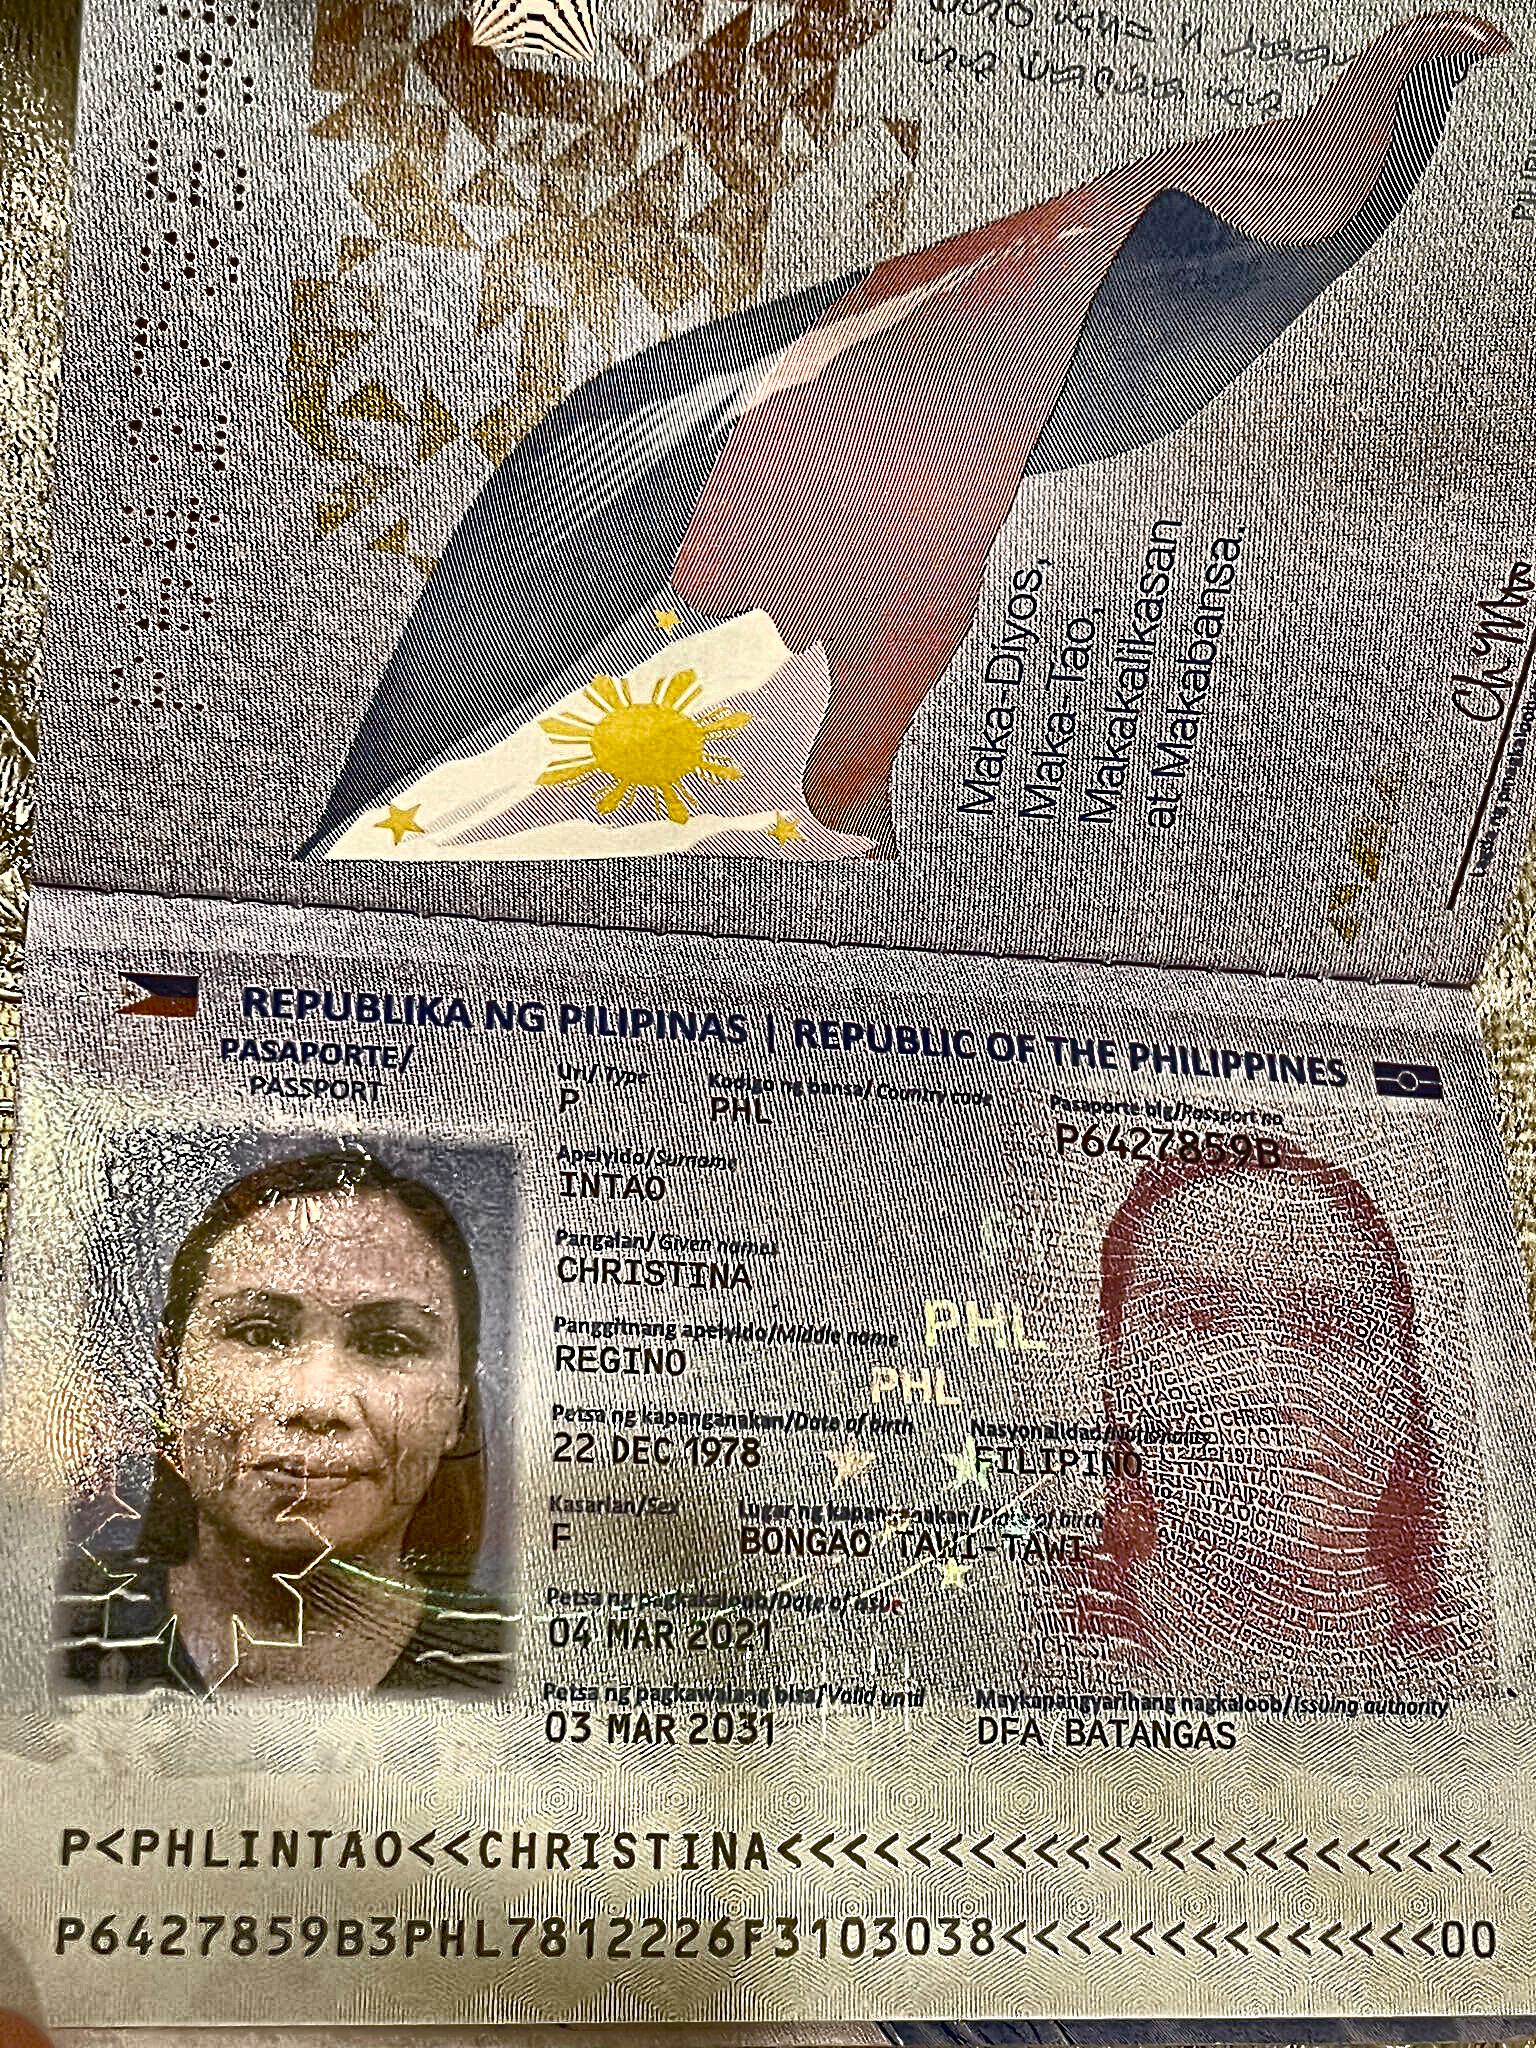 Maka-Diyos,
Maka-Tao,
Makakalikasan
at Makabansa.
Lagda ng pinagkalooban
REPUBLIKA NG PILIPINAS | REPUBLIC OF THE PHILIPPINES
PASAPORTE/
PASSPORT
Uri/Type
Kodigo ng bansa/Country code
Pasaporte blg/Passport no
P
PHL
P6427859B
Apelyido/Surname
INTAO
Pangalan/Given names
CHRISTINA
Panggitnang apelyido/Middle name
REGINO
PHL
PHL
Petsa ng kapanganakan/Date of birth
Nasyonalidad/Nationality
22 DEC 1978
FILIPINO
Kasarian/Sex
Lugar ng kapanganakan/Place of birth
F
BONGAO TAWI-TAWI
Petsa ng pagkakaloob/Date of issue
04 MAR 2021
Petsa ng pagkawalang bisa/Valid until
Maykapangyarihang nagkaloob/Issuing authority
03 MAR 2031
DFA BATANGAS
P<PHLINTAO<<CHRISTINA<<<<<<<<<<<<<<<<<<<<<<<
P6427859B3PHL7812226F3103038<<<<<<<<<<<<<<00